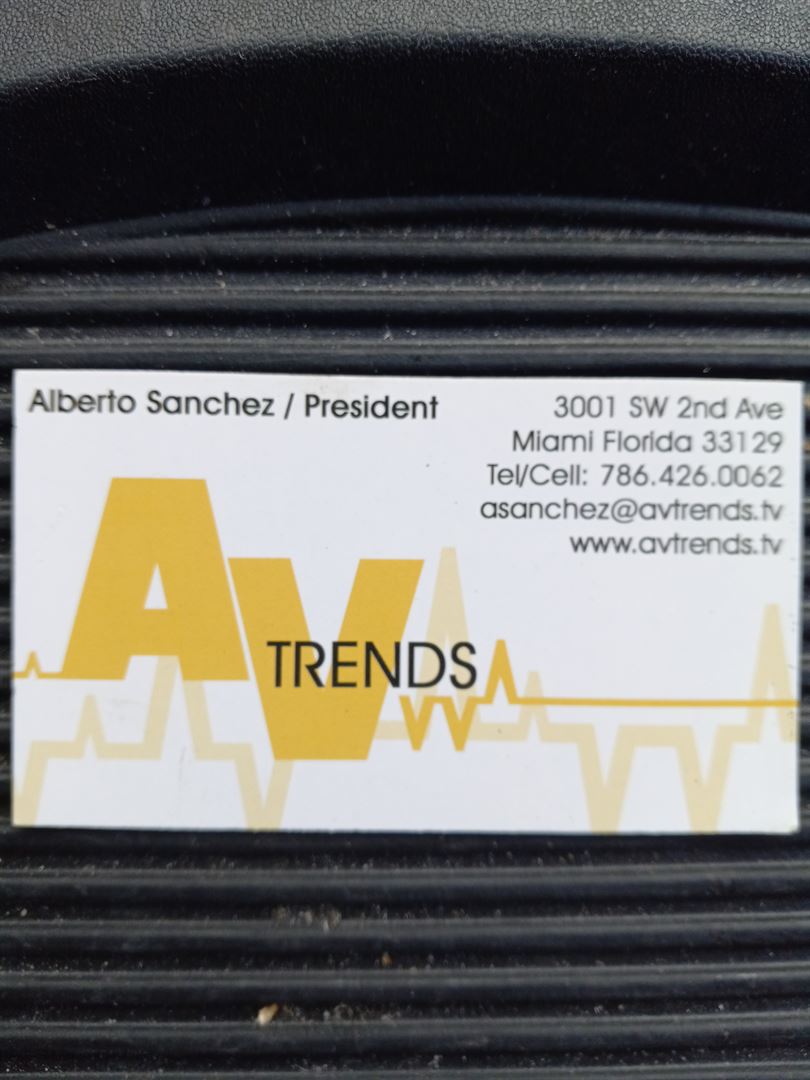 Alberto Sanchez / President
3001 SW 2nd Ave
Miami Florida 33129
Tel/Cell: 786.426.0062
asanchez@avtrends.tv
www.avtrends.tv
AV
TRENDS